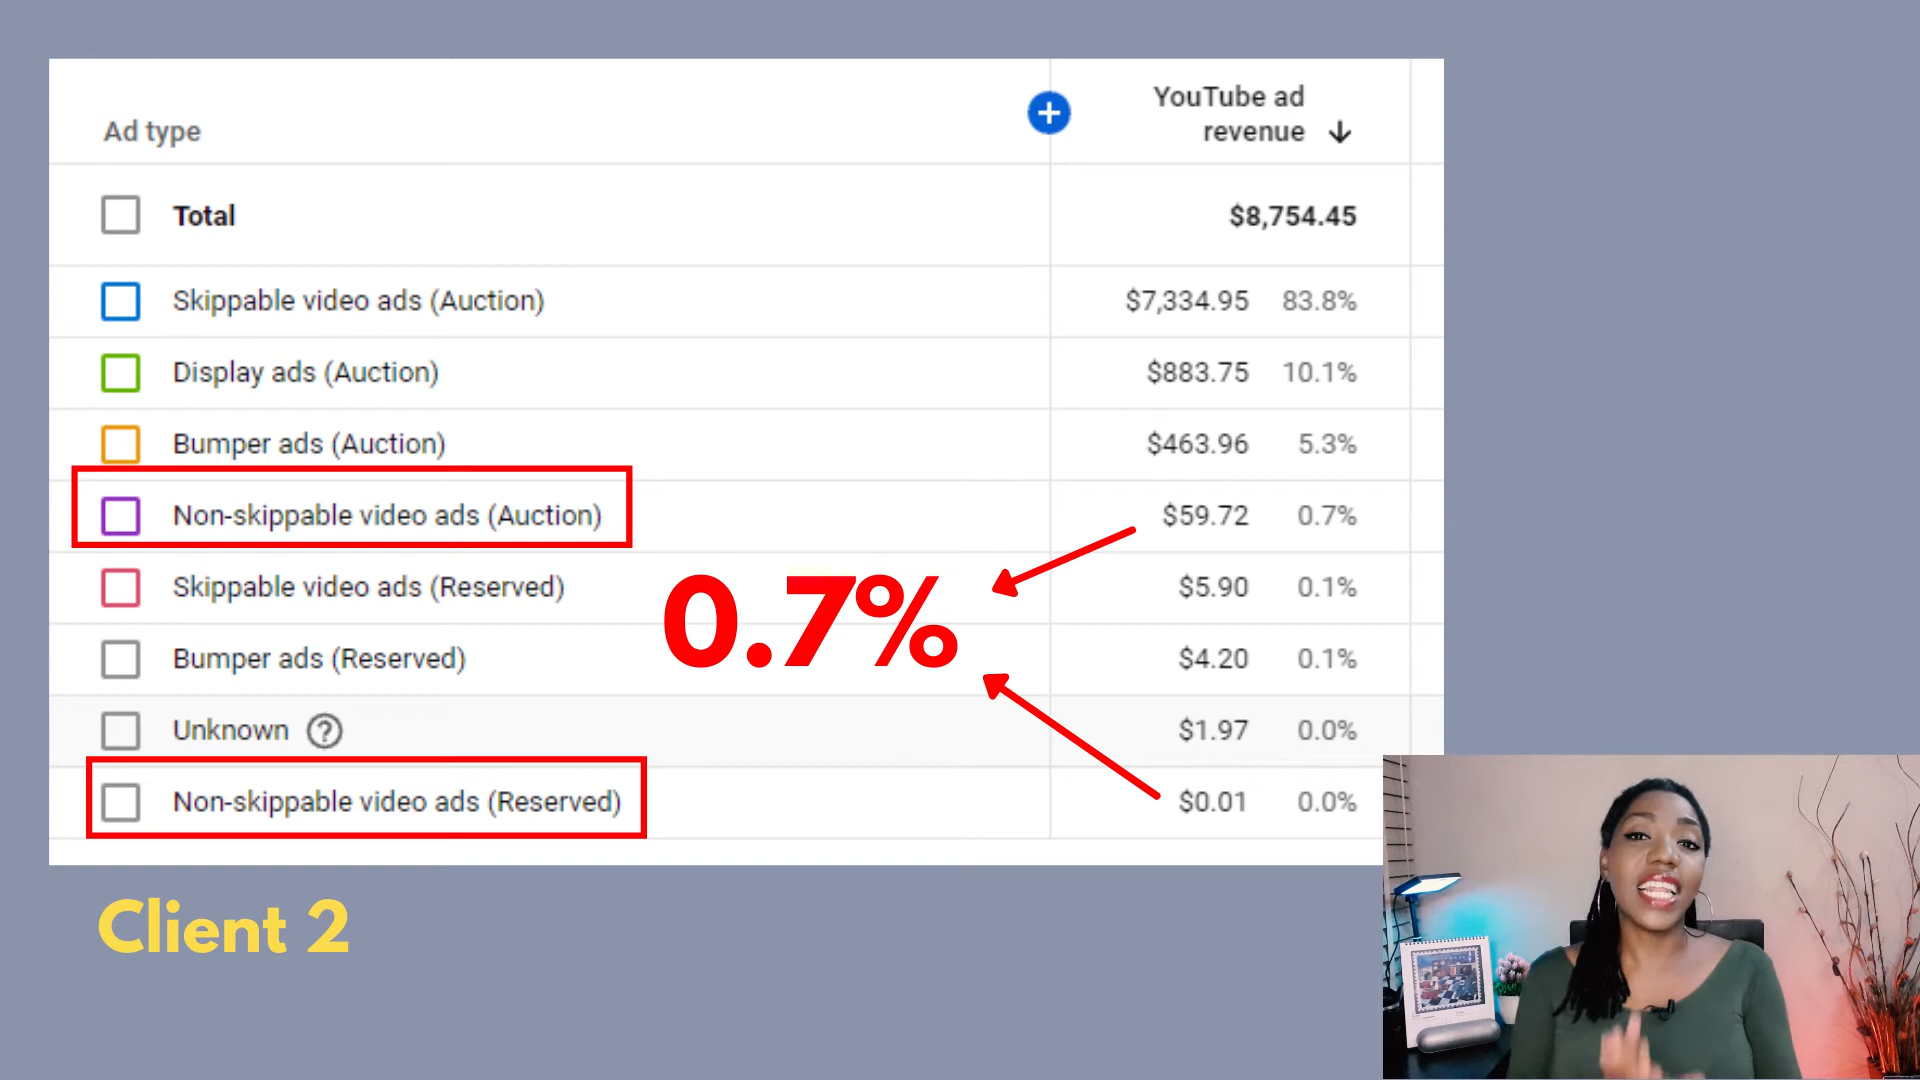 Ad type
YouTube ad
revenue
Total $8,754.45
Skippable video ads (Auction) $7,334.95 83.8%
Display ads (Auction) $883.75 10.1%
Bumper ads (Auction) $463.96 5.3%
Non-skippable video ads (Auction) $59.72 0.7%
Skippable video ads (Reserved) $5.90 0.1%
0.7%
Bumper ads (Reserved) $4.20 0.1%
Unknown $1.97 0.0%
Non-skippable video ads (Reserved) $0.01 0.0%
Client 2